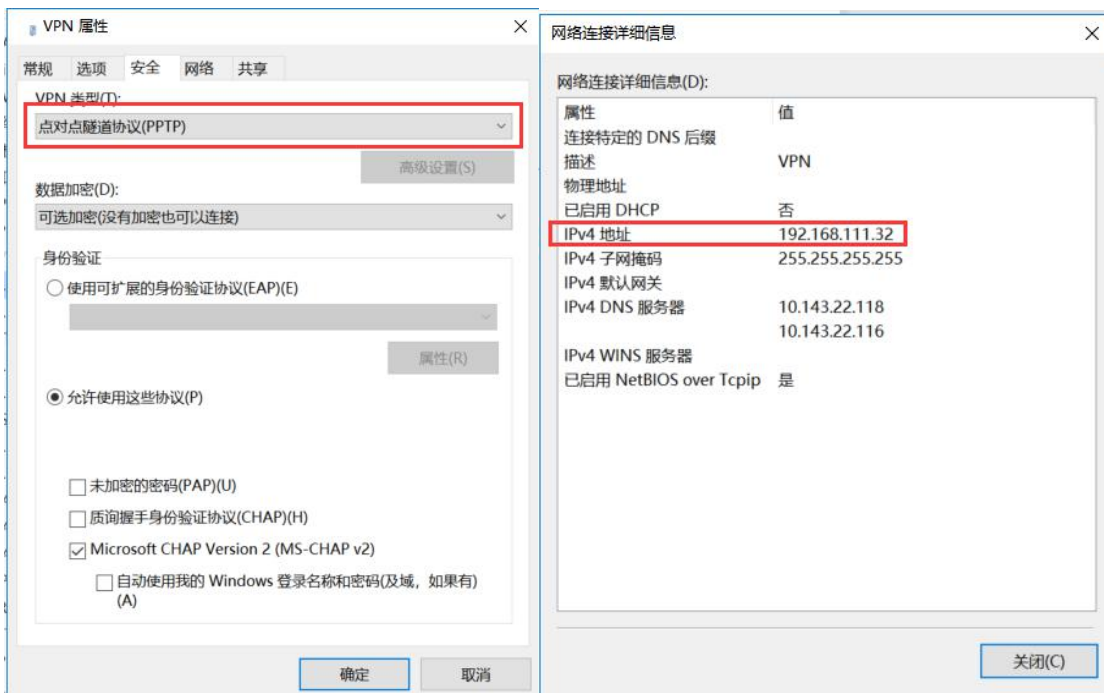 VPN 属性
常规 选项 安全 网络 共享
VPN 类型(T):
点对点隧道协议(PPTP)
高级设置(S)
数据加密(D):
可选加密(没有加密也可以连接)
身份验证
使用可扩展的身份验证协议(EAP)(E)
属性(R)
允许使用这些协议(P)
未加密的密码(PAP)(U)
质询握手身份验证协议(CHAP)(H)
Microsoft CHAP Version 2 (MS-CHAP v2)
自动使用我的 Windows 登录名称和密码(及域，如果有)
(A)
确定 取消
网络连接详细信息
网络连接详细信息(D):
属性 值
连接特定的 DNS 后缀
描述 VPN
物理地址
已启用 DHCP 否
IPv4 地址 192.168.111.32
IPv4 子网掩码 255.255.255.255
IPv4 默认网关
IPv4 DNS 服务器 10.143.22.118
10.143.22.116
IPv4 WINS 服务器
已启用 NetBIOS over Tcpip 是
关闭(C)